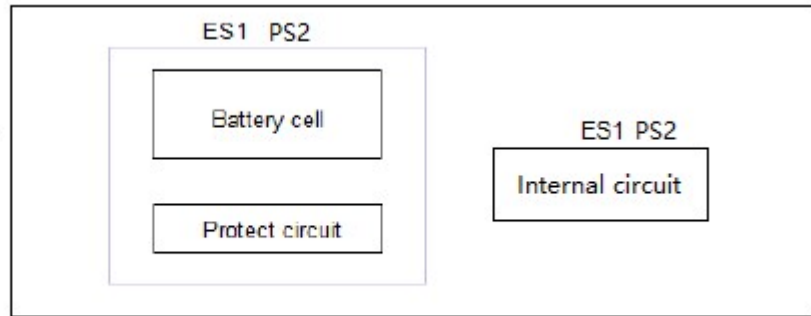 ES1 PS2
Battery cell
Protect circuit
ES1 PS2
Internal circuit